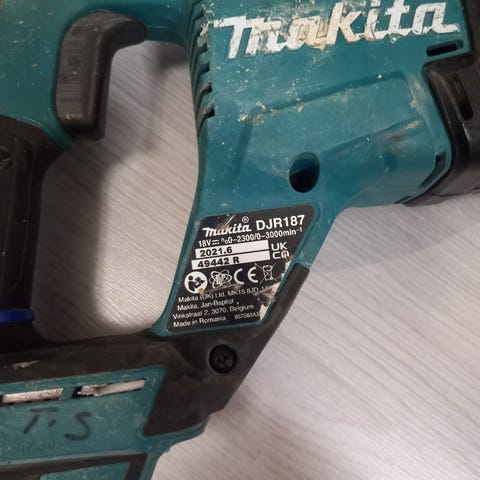 makita
makita® DJR187
18V ⎓ n₀0-2300/0-3000min⁻¹
2021.6
49442 R
UK
CA
CE
Makita (UK) Ltd, MK15 8JD
Makita, Jan-Baptist
Vinkstraat 2, 3070, Belgium
Made in Romania
T.S